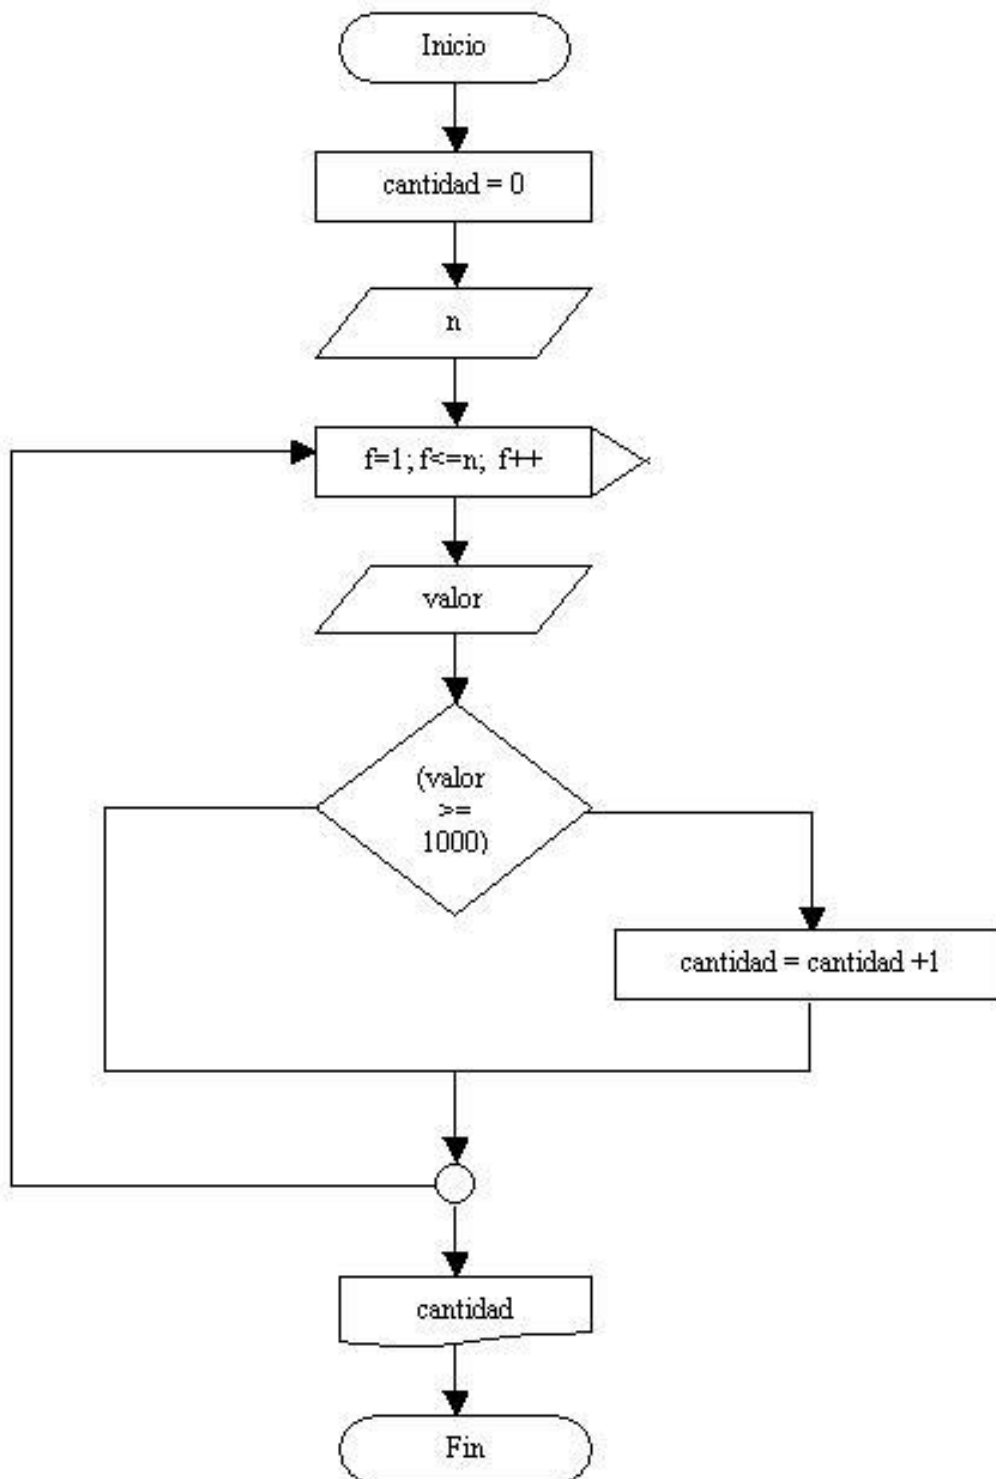 Inicio
cantidad = 0
n
f=1; f<=n; f++
valor
(valor
>=
1000)
cantidad = cantidad +1
cantidad
Fin